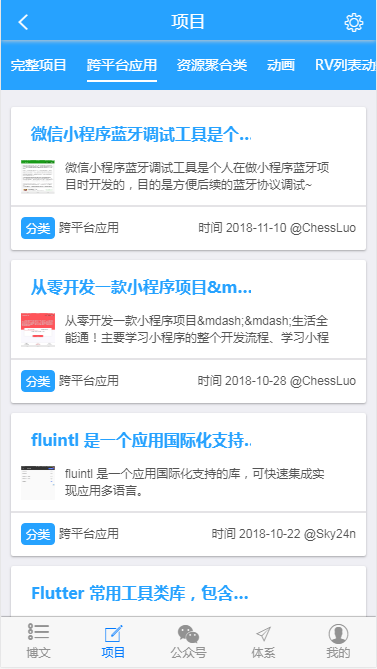 项目
完整项目 跨平台应用 资源聚合类 动画 RV列表动
微信小程序蓝牙调试工具是个...
微信小程序蓝牙调试工具是个人在做小程序蓝牙项
目时开发的，目的是方便后续的蓝牙协议调试~
分类 跨平台应用 时间 2018-11-10 @ChessLuo
从零开发一款小程序项目&m...
从零开发一款小程序项目&mdash;&mdash;生活全
能通！主要学习小程序的整个开发流程、学习小程
分类 跨平台应用 时间 2018-10-28 @ChessLuo
fluintl 是一个应用国际化支持..
fluintl 是一个应用国际化支持的库，可快速集成实
现应用多语言。
分类 跨平台应用 时间 2018-10-22 @Sky24n
Flutter 常用工具类库，包含...
博文 项目 公众号 体系 我的